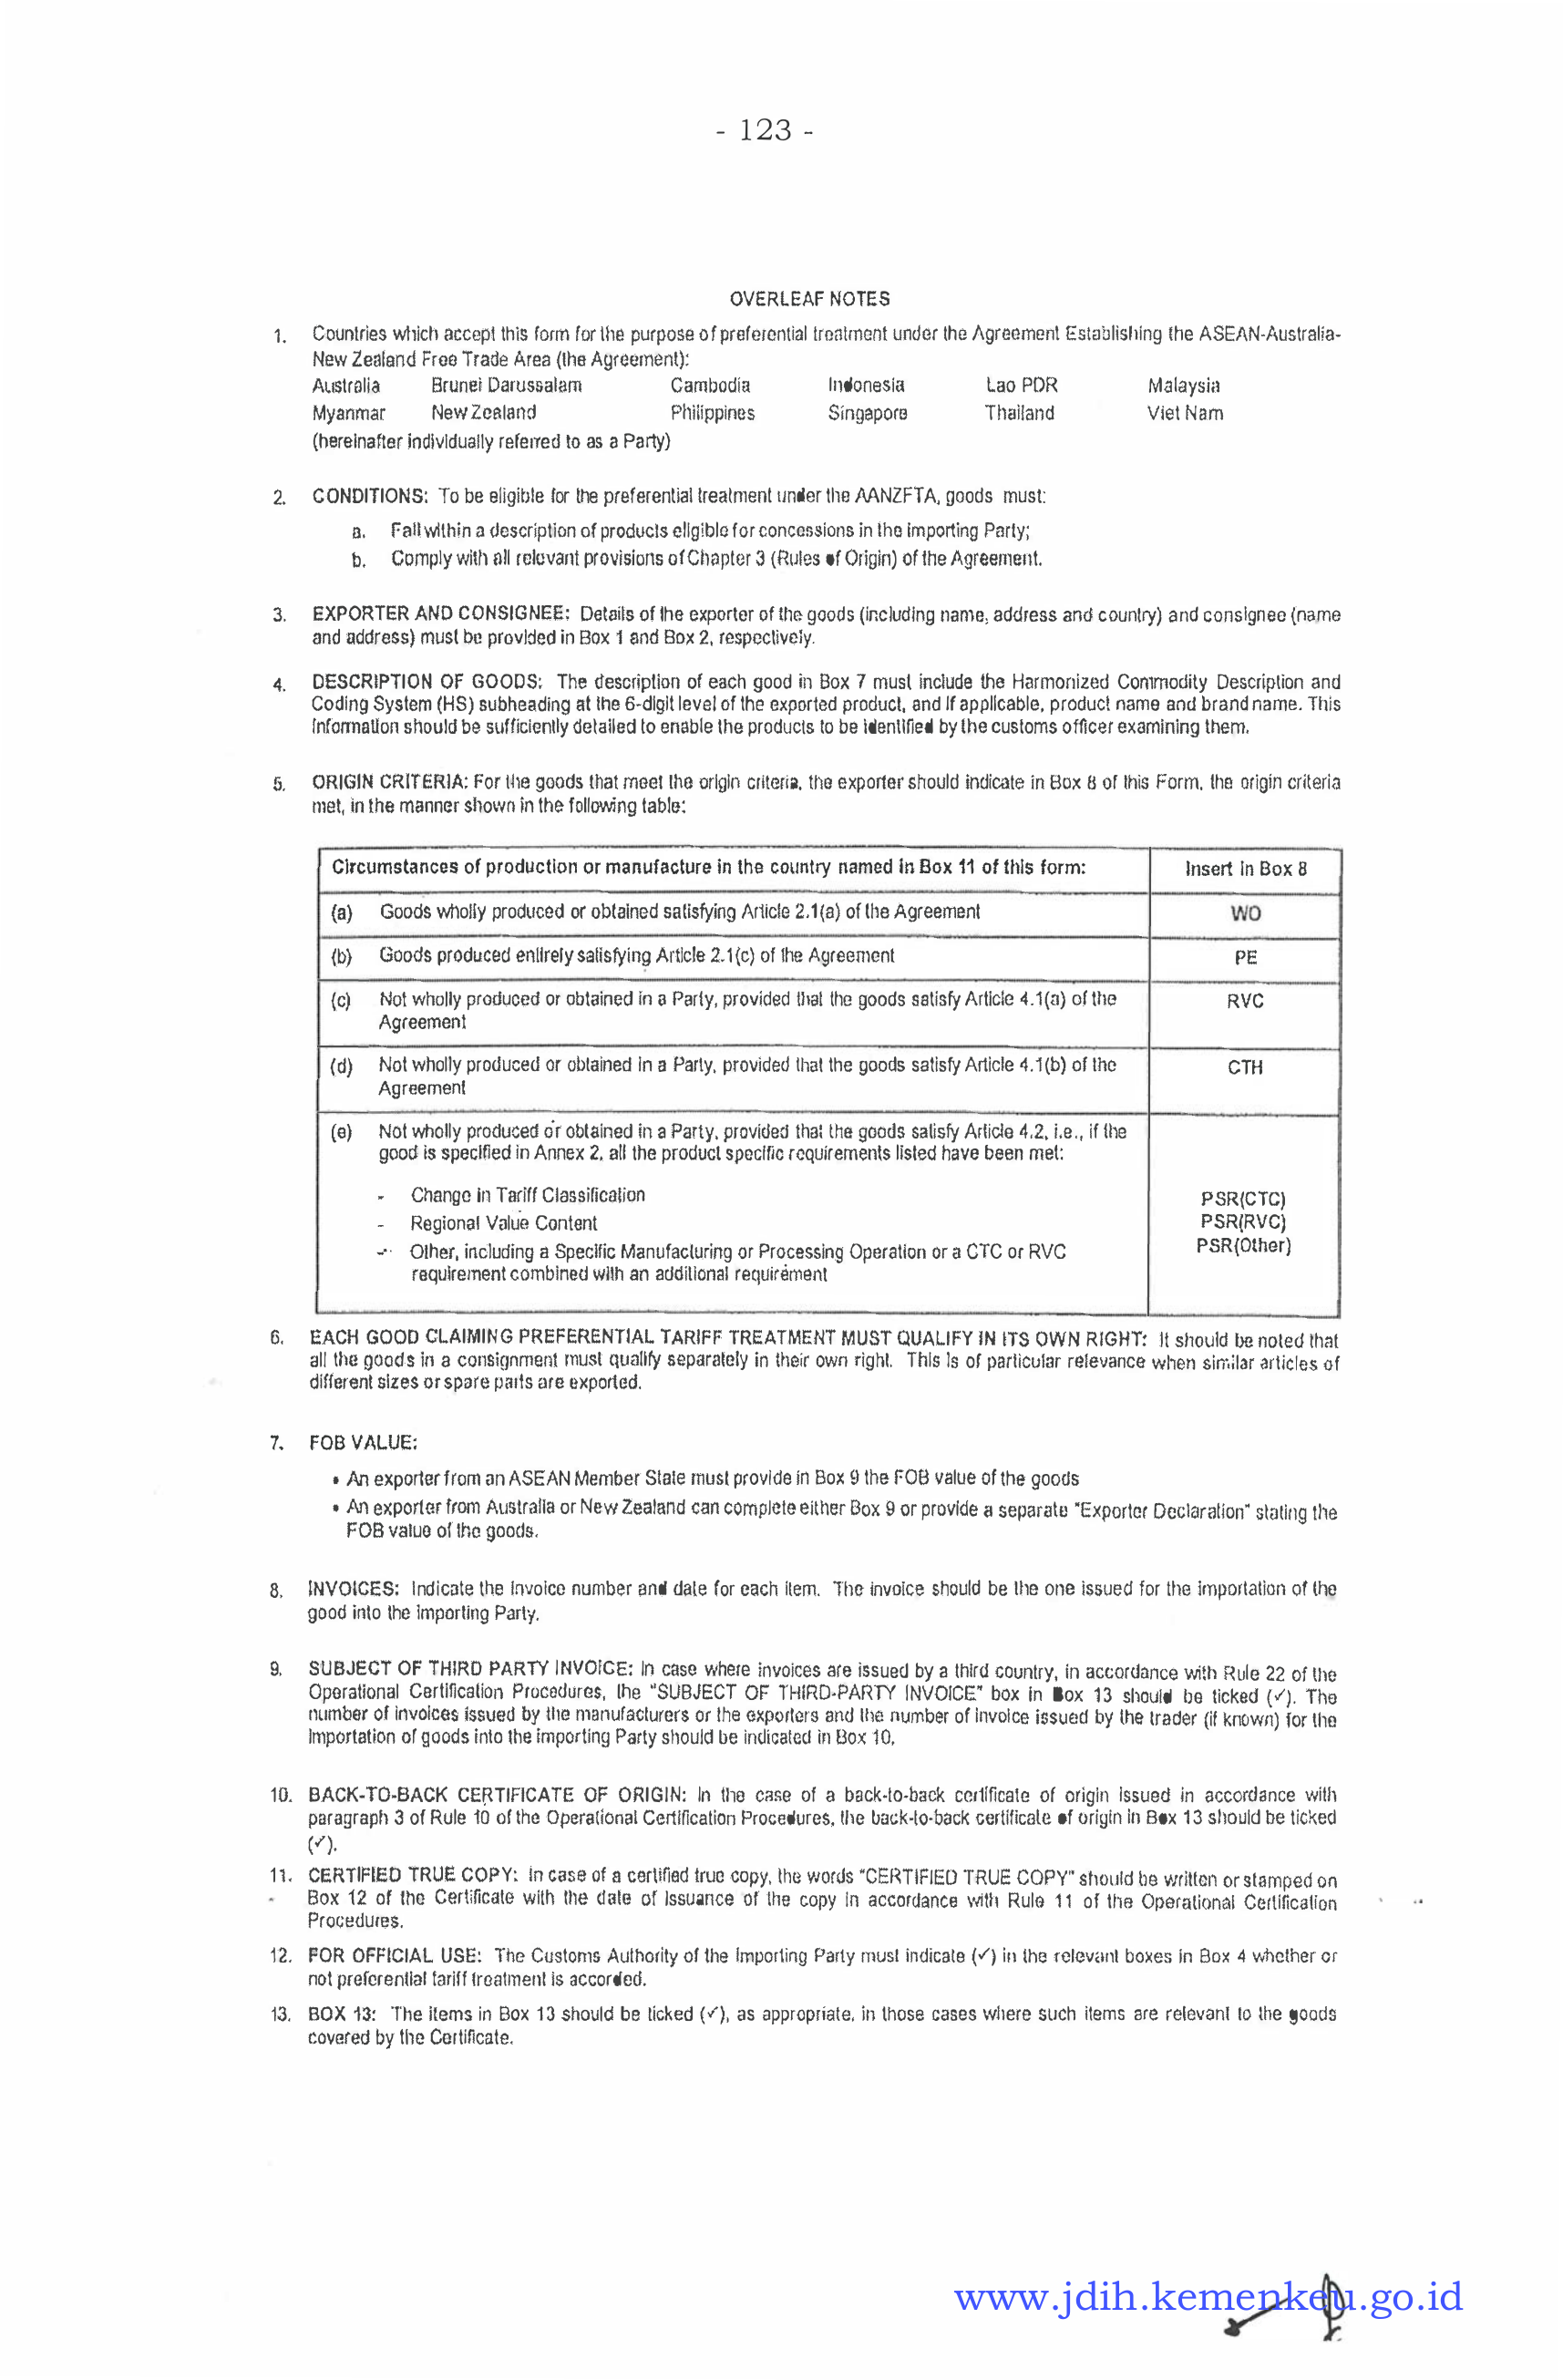 - 123 -
OVERLEAF NOTES
1. Countries which accept this form for the purpose of preferential treatment under the Agreement Establishing the ASEAN-Australia-
New Zealand Free Trade Area (the Agreement):
Australia Brunei Darussalam Cambodia Indonesia Lao PDR Malaysia
Myanmar New Zealand Philippines Singapore Thailand Viet Nam
(hereinafter individually referred to as a Party)
2. CONDITIONS: To be eligible for the preferential treatment under the AANZFTA, goods must:
a. Fall within a description of products eligible for concessions in the importing Party;
b. Comply with all relevant provisions of Chapter 3 (Rules of Origin) of the Agreement.
3. EXPORTER AND CONSIGNEE: Details of the exporter of the goods (including name, address and country) and consignee (name
and address) must be provided in Box 1 and Box 2, respectively.
4. DESCRIPTION OF GOODS: The description of each good in Box 7 must include the Harmonized Commodity Description and
Coding System (HS) subheading at the 6-digit level of the exported product, and if applicable, product name and brand name. This
information should be sufficiently detailed to enable the products to be identified by the customs officer examining them.
5. ORIGIN CRITERIA: For the goods that meet the origin criteria, the exporter should indicate in Box 8 of this Form, the origin criteria
met, in the manner shown in the following table:
Circumstances of production or manufacture in the country named in Box 11 of this form: Insert in Box 8
(a) Goods wholly produced or obtained satisfying Article 2.1(a) of the Agreement WO
(b) Goods produced entirely satisfying Article 2.1(c) of the Agreement PE
(c) Not wholly produced or obtained in a Party, provided that the goods satisfy Article 4.1(a) of the RVC
Agreement
(d) Not wholly produced or obtained in a Party, provided that the goods satisfy Article 4.1(b) of the CTH
Agreement
(e) Not wholly produced or obtained in a Party, provided that the goods satisfy Article 4.2, i.e., if the
good is specified in Annex 2, all the product specific requirements listed have been met:
- Change in Tariff Classification PSR(CTC)
- Regional Value Content PSR(RVC)
- Other, including a Specific Manufacturing or Processing Operation or a CTC or RVC PSR(Other)
requirement combined with an additional requirement
6. EACH GOOD CLAIMING PREFERENTIAL TARIFF TREATMENT MUST QUALIFY IN ITS OWN RIGHT: It should be noted that
all the goods in a consignment must qualify separately in their own right. This is of particular relevance when similar articles of
different sizes or spare parts are exported.
7. FOB VALUE:
• An exporter from an ASEAN Member State must provide in Box 9 the FOB value of the goods
• An exporter from Australia or New Zealand can complete either Box 9 or provide a separate "Exporter Declaration" stating the
FOB value of the goods.
8. INVOICES: Indicate the invoice number and date for each item. The invoice should be the one issued for the importation of the
good into the importing Party.
9. SUBJECT OF THIRD PARTY INVOICE: In case where invoices are issued by a third country, in accordance with Rule 22 of the
Operational Certification Procedures, the "SUBJECT OF THIRD-PARTY INVOICE" box in Box 13 should be ticked (✓). The
number of invoices issued by the manufacturers or the exporters and the number of invoice issued by the trader (if known) for the
importation of goods into the importing Party should be indicated in Box 10.
10. BACK-TO-BACK CERTIFICATE OF ORIGIN: In the case of a back-to-back certificate of origin issued in accordance with
paragraph 3 of Rule 10 of the Operational Certification Procedures, the back-to-back certificate of origin in Box 13 should be ticked
(✓).
11. CERTIFIED TRUE COPY: In case of a certified true copy, the words "CERTIFIED TRUE COPY" should be written or stamped on
Box 12 of the Certificate with the date of issuance of the copy in accordance with Rule 11 of the Operational Certification
Procedures.
12. FOR OFFICIAL USE: The Customs Authority of the Importing Party must indicate (✓) in the relevant boxes in Box 4 whether or
not preferential tariff treatment is accorded.
13. BOX 13: The items in Box 13 should be ticked (✓), as appropriate, in those cases where such items are relevant to the goods
covered by the Certificate.
www.jdih.kemenkeu.go.id